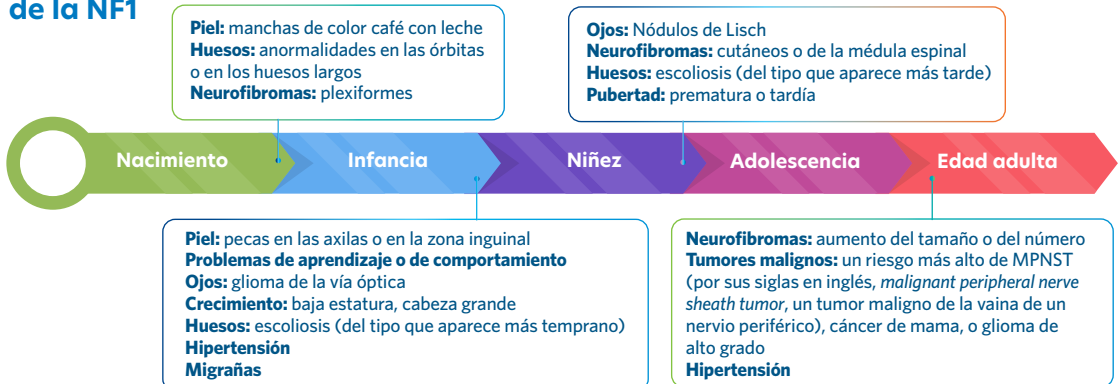 de la NF1
Piel: manchas de color café con leche
Huesos: anormalidades en las órbitas
o en los huesos largos
Neurofibromas: plexiformes
Ojos: Nódulos de Lisch
Neurofibromas: cutáneos o de la médula espinal
Huesos: escoliosis (del tipo que aparece más tarde)
Pubertad: prematura o tardía
Nacimiento
Infancia
Niñez
Adolescencia
Edad adulta
Piel: pecas en las axilas o en la zona inguinal
Problemas de aprendizaje o de comportamiento
Ojos: glioma de la vía óptica
Crecimiento: baja estatura, cabeza grande
Huesos: escoliosis (del tipo que aparece más temprano)
Hipertensión
Migrañas
Neurofibromas: aumento del tamaño o del número
Tumores malignos: un riesgo más alto de MPNST
(por sus siglas en inglés, malignant peripheral nerve
sheath tumor, un tumor maligno de la vaina de un
nervio periférico), cáncer de mama, o glioma de
alto grado
Hipertensión